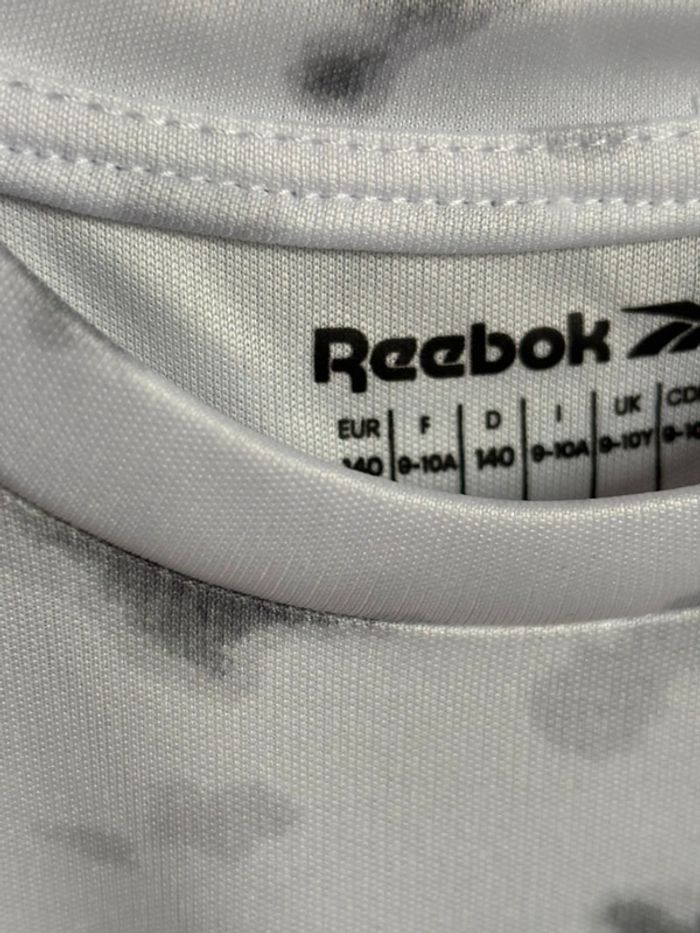 Reebok
EUR F D I UK
140 9-10A 140 9-10A 9-10Y